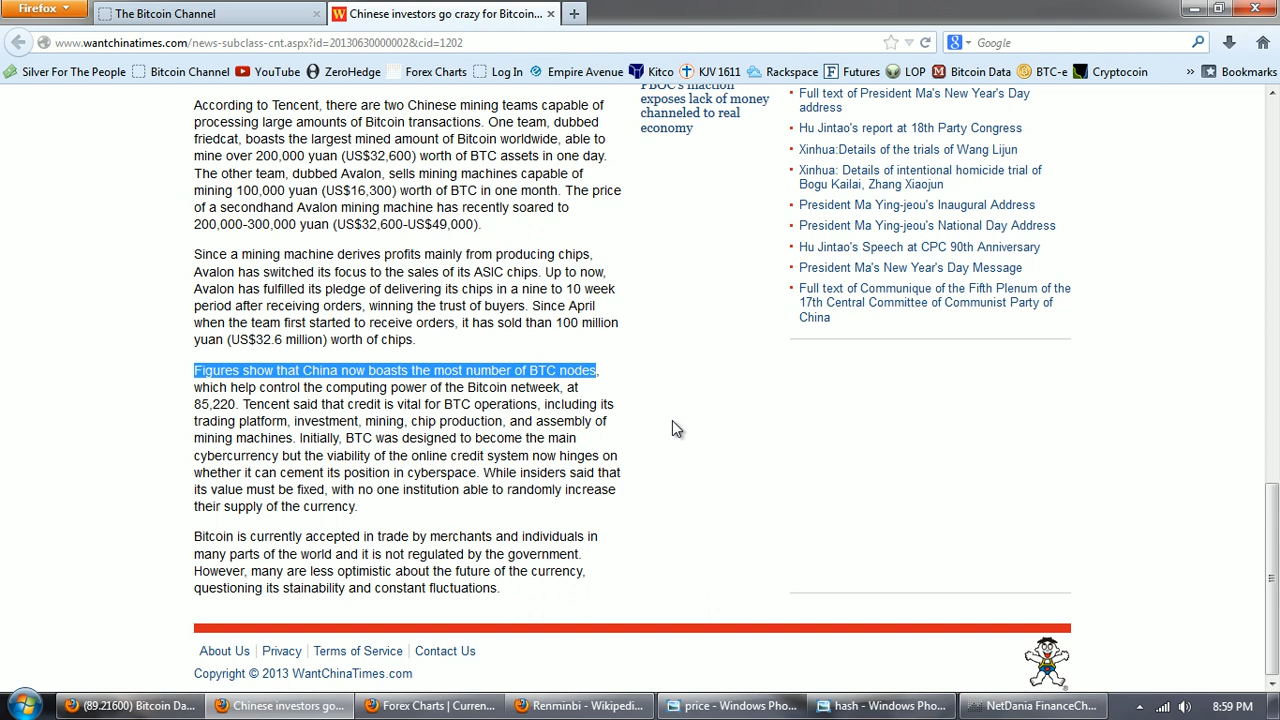 Firefox
The Bitcoin Channel
Chinese investors go crazy for Bitcoin...
www.wantchinatimes.com/news-subclass-cnt.aspx?id=20130630000002&cid=1202
Google
Silver For The People
Bitcoin Channel
YouTube
ZeroHedge
Forex Charts
Log In
Empire Avenue
Kitco
KJV 1611
Rackspace
Futures
LOP
Bitcoin Data
BTC-e
Cryptocoin
»
Bookmarks
According to Tencent, there are two Chinese mining teams capable of
processing large amounts of Bitcoin transactions. One team, dubbed
friedcat, boasts the largest mined amount of Bitcoin worldwide, able to
mine over 200,000 yuan (US$32,600) worth of BTC assets in one day.
The other team, dubbed Avalon, sells mining machines capable of
mining 100,000 yuan (US$16,300) worth of BTC in one month. The price
of a secondhand Avalon mining machine has recently soared to
200,000-300,000 yuan (US$32,600-US$49,000).
Since a mining machine derives profits mainly from producing chips,
Avalon has switched its focus to the sales of its ASIC chips. Up to now,
Avalon has fulfilled its pledge of delivering its chips in a nine to 10 week
period after receiving orders, winning the trust of buyers. Since April
when the team first started to receive orders, it has sold than 100 million
yuan (US$32.6 million) worth of chips.
Figures show that China now boasts the most number of BTC nodes,
which help control the computing power of the Bitcoin netweek, at
85,220. Tencent said that credit is vital for BTC operations, including its
trading platform, investment, mining, chip production, and assembly of
mining machines. Initially, BTC was designed to become the main
cybercurrency but the viability of the online credit system now hinges on
whether it can cement its position in cyberspace. While insiders said that
its value must be fixed, with no one institution able to randomly increase
their supply of the currency.
Bitcoin is currently accepted in trade by merchants and individuals in
many parts of the world and it is not regulated by the government.
However, many are less optimistic about the future of the currency,
questioning its stainability and constant fluctuations.
PBOC's inaction
exposes lack of money
channeled to real
economy
Full text of President Ma's New Year's Day
address
Hu Jintao's report at 18th Party Congress
Xinhua:Details of the trials of Wang Lijun
Xinhua: Details of intentional homicide trial of
Bogu Kailai, Zhang Xiaojun
President Ma Ying-jeou's Inaugural Address
President Ma Ying-jeou's National Day Address
Hu Jintao's Speech at CPC 90th Anniversary
President Ma's New Year's Day Message
Full text of Communique of the Fifth Plenum of the
17th Central Committee of Communist Party of
China
About Us
Privacy
Terms of Service
Contact Us
Copyright © 2013 WantChinaTimes.com
(89.21600) Bitcoin Da...
Chinese investors go...
Forex Charts | Curren...
Renminbi - Wikipedi...
price - Windows Pho...
hash - Windows Pho...
NetDania FinanceCh...
8:59 PM